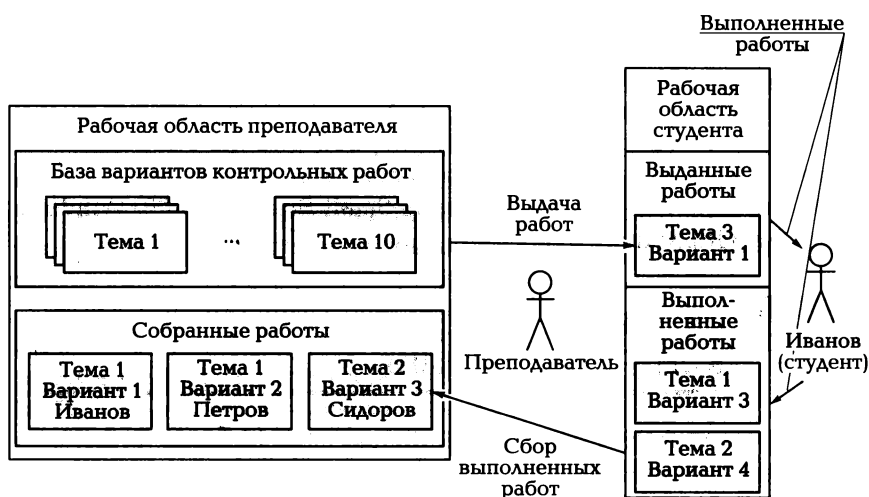 Выполненные
работы
Рабочая область преподавателя
База вариантов контрольных работ
Тема 1
...
Тема 10
Выдача
работ
Рабочая
область
студента
Выданные
работы
Тема 3
Вариант 1
Преподаватель
Выпол-
ненные
работы
Тема 1
Вариант 3
Тема 2
Вариант 4
Иванов
(студент)
Собранные работы
Тема 1
Вариант 1
Иванов
Тема 1
Вариант 2
Петров
Тема 2
Вариант 3
Сидоров
Сбор
выполненных
работ